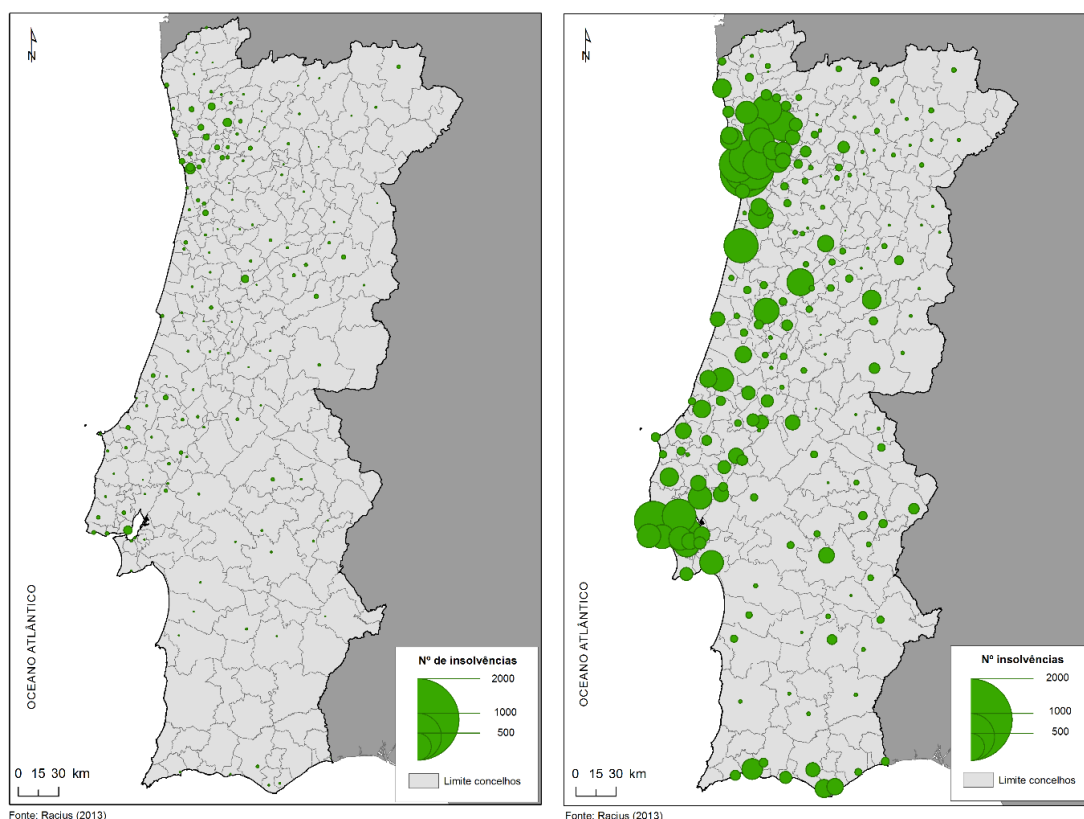 N
OCEANO ATLÂNTICO
Nº de insolvências
2000
1000
500
Limite concelhos
0 15 30 km
Fonte: Racius (2013)
N
OCEANO ATLÂNTICO
Nº insolvências
2000
1000
500
Limite concelhos
0 15 30 km
Fonte: Racius (2013)